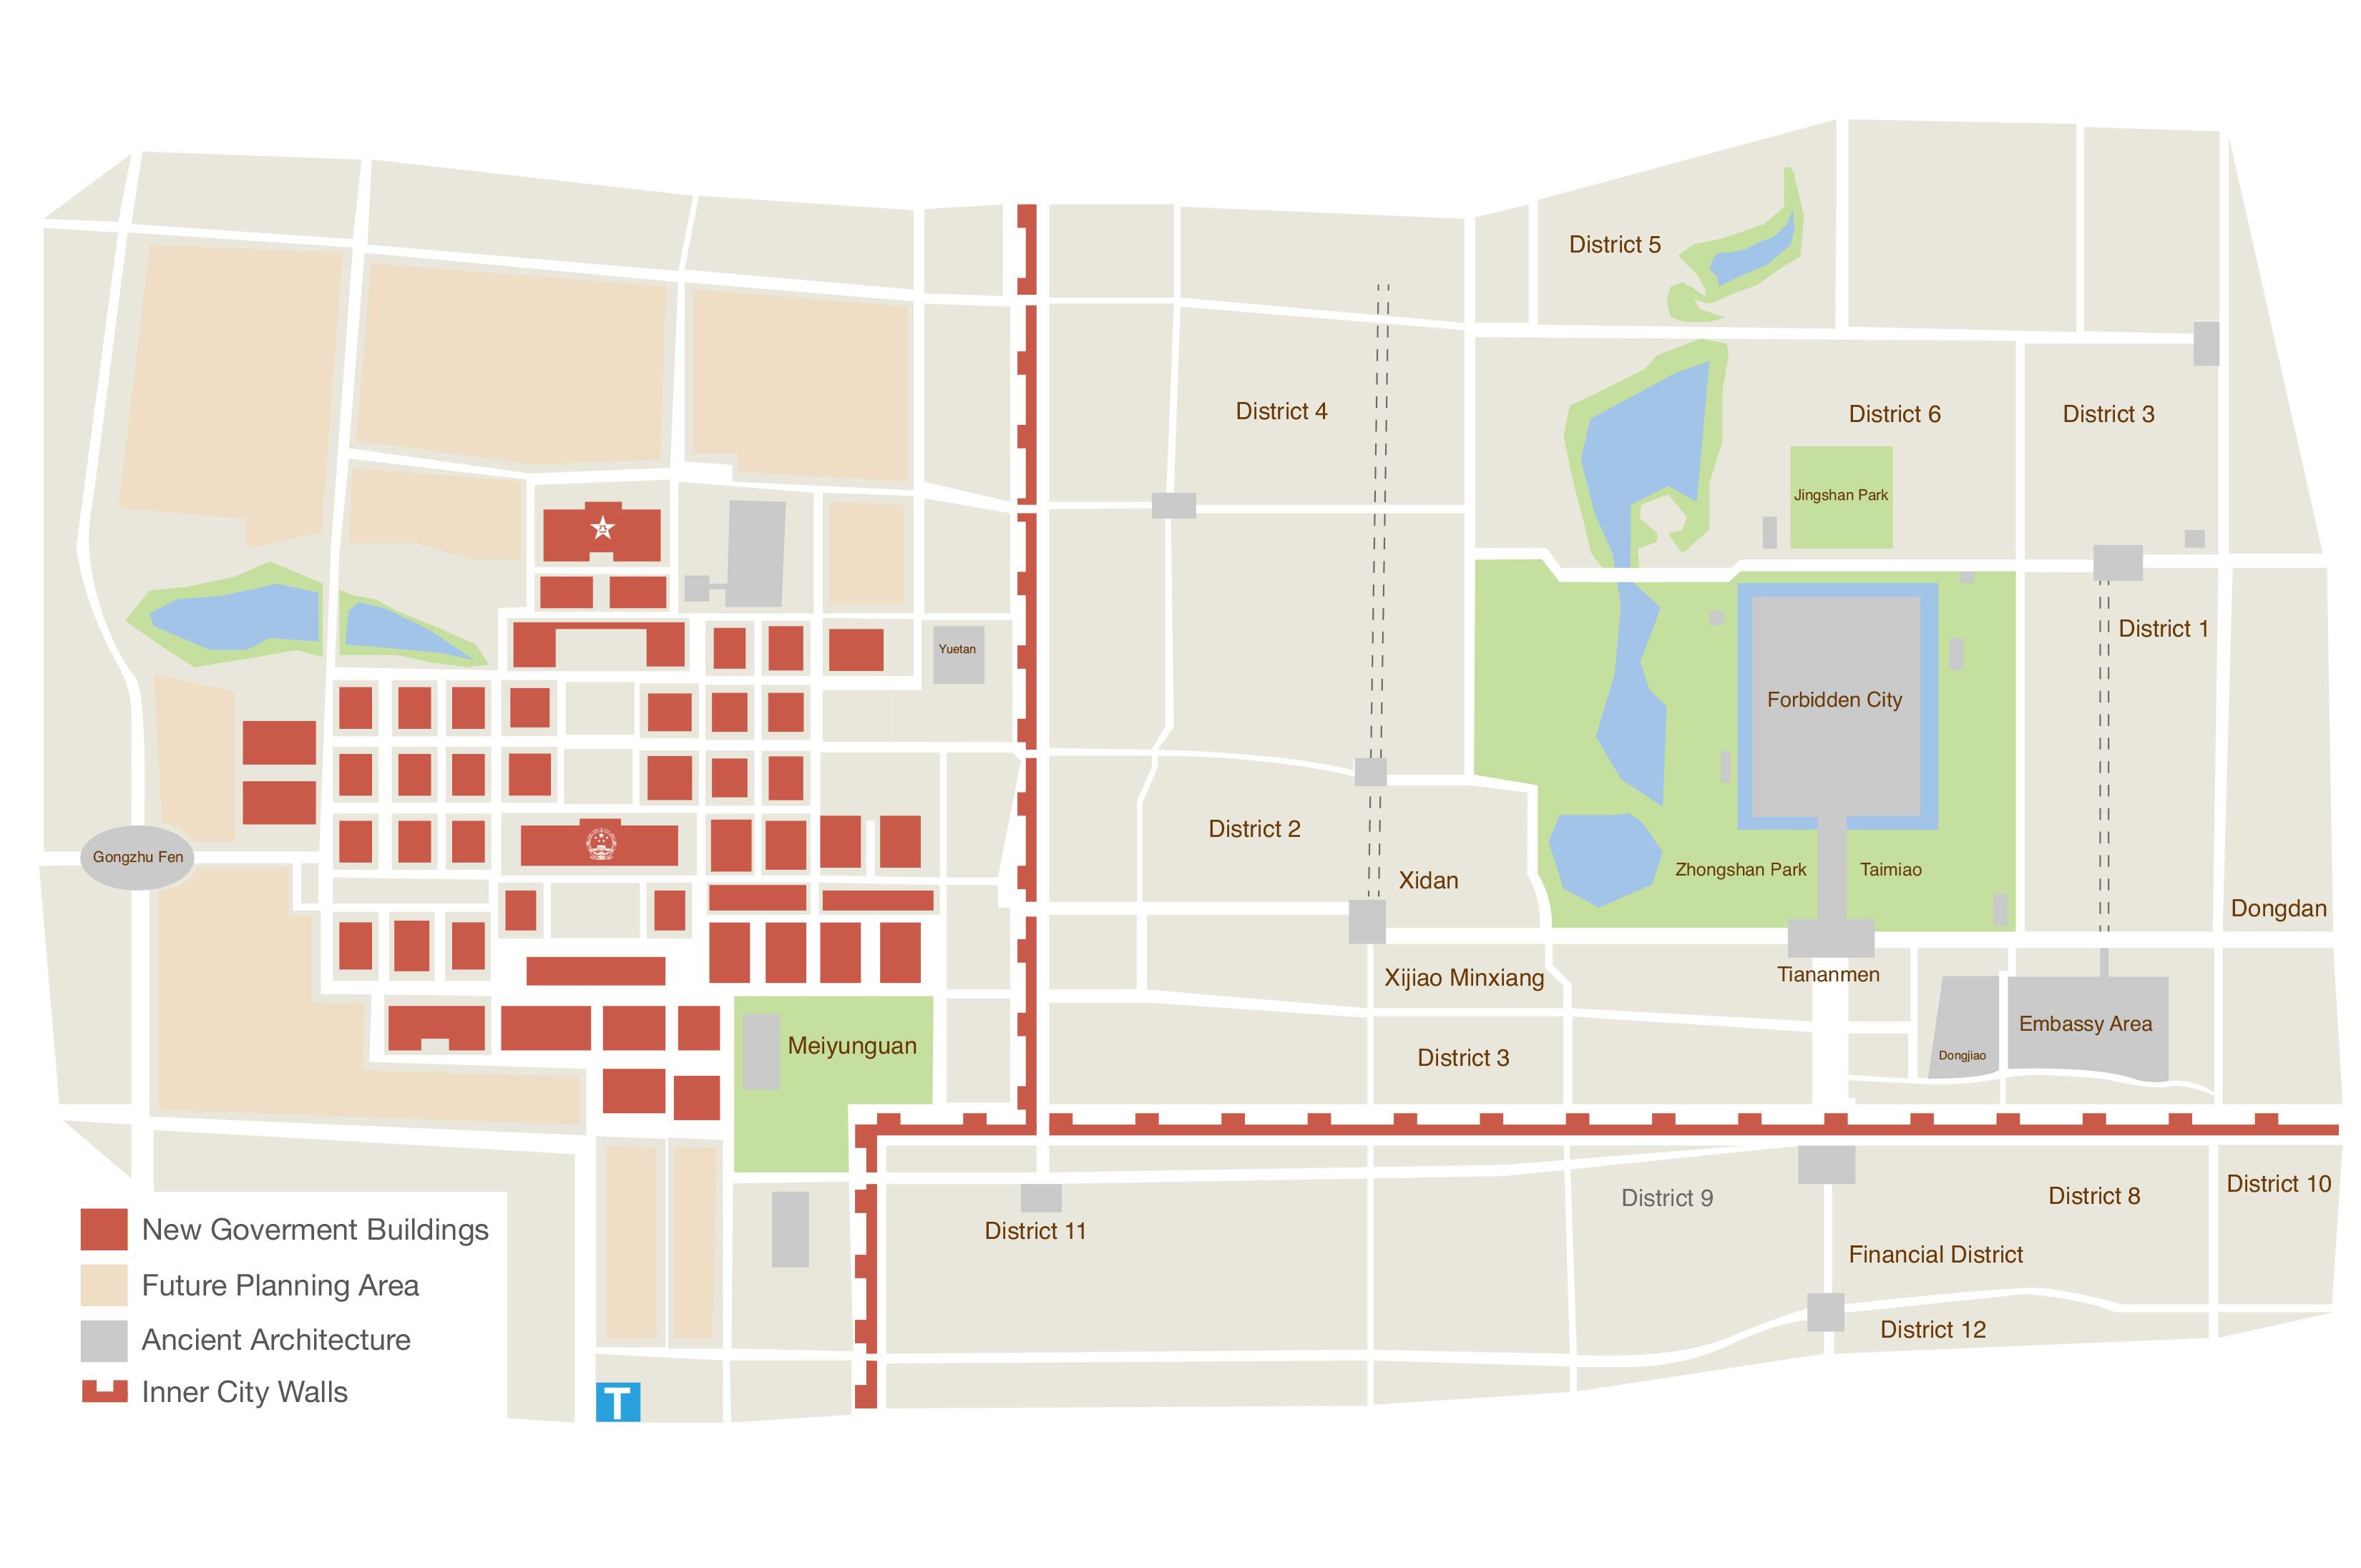 District 5
District 4
District 6
District 3
Jingshan Park
District 1
Yuetan
Forbidden City
District 2
Gongzhu Fen
Zhongshan Park
Taimiao
Xidan
Dongdan
Xijiao Minxiang
Tiananmen
Embassy Area
Meiyunguan
District 3
Dongjiao
District 10
District 8
District 9
District 11
Financial District
District 12
New Goverment Buildings
Future Planning Area
Ancient Architecture
Inner City Walls
T